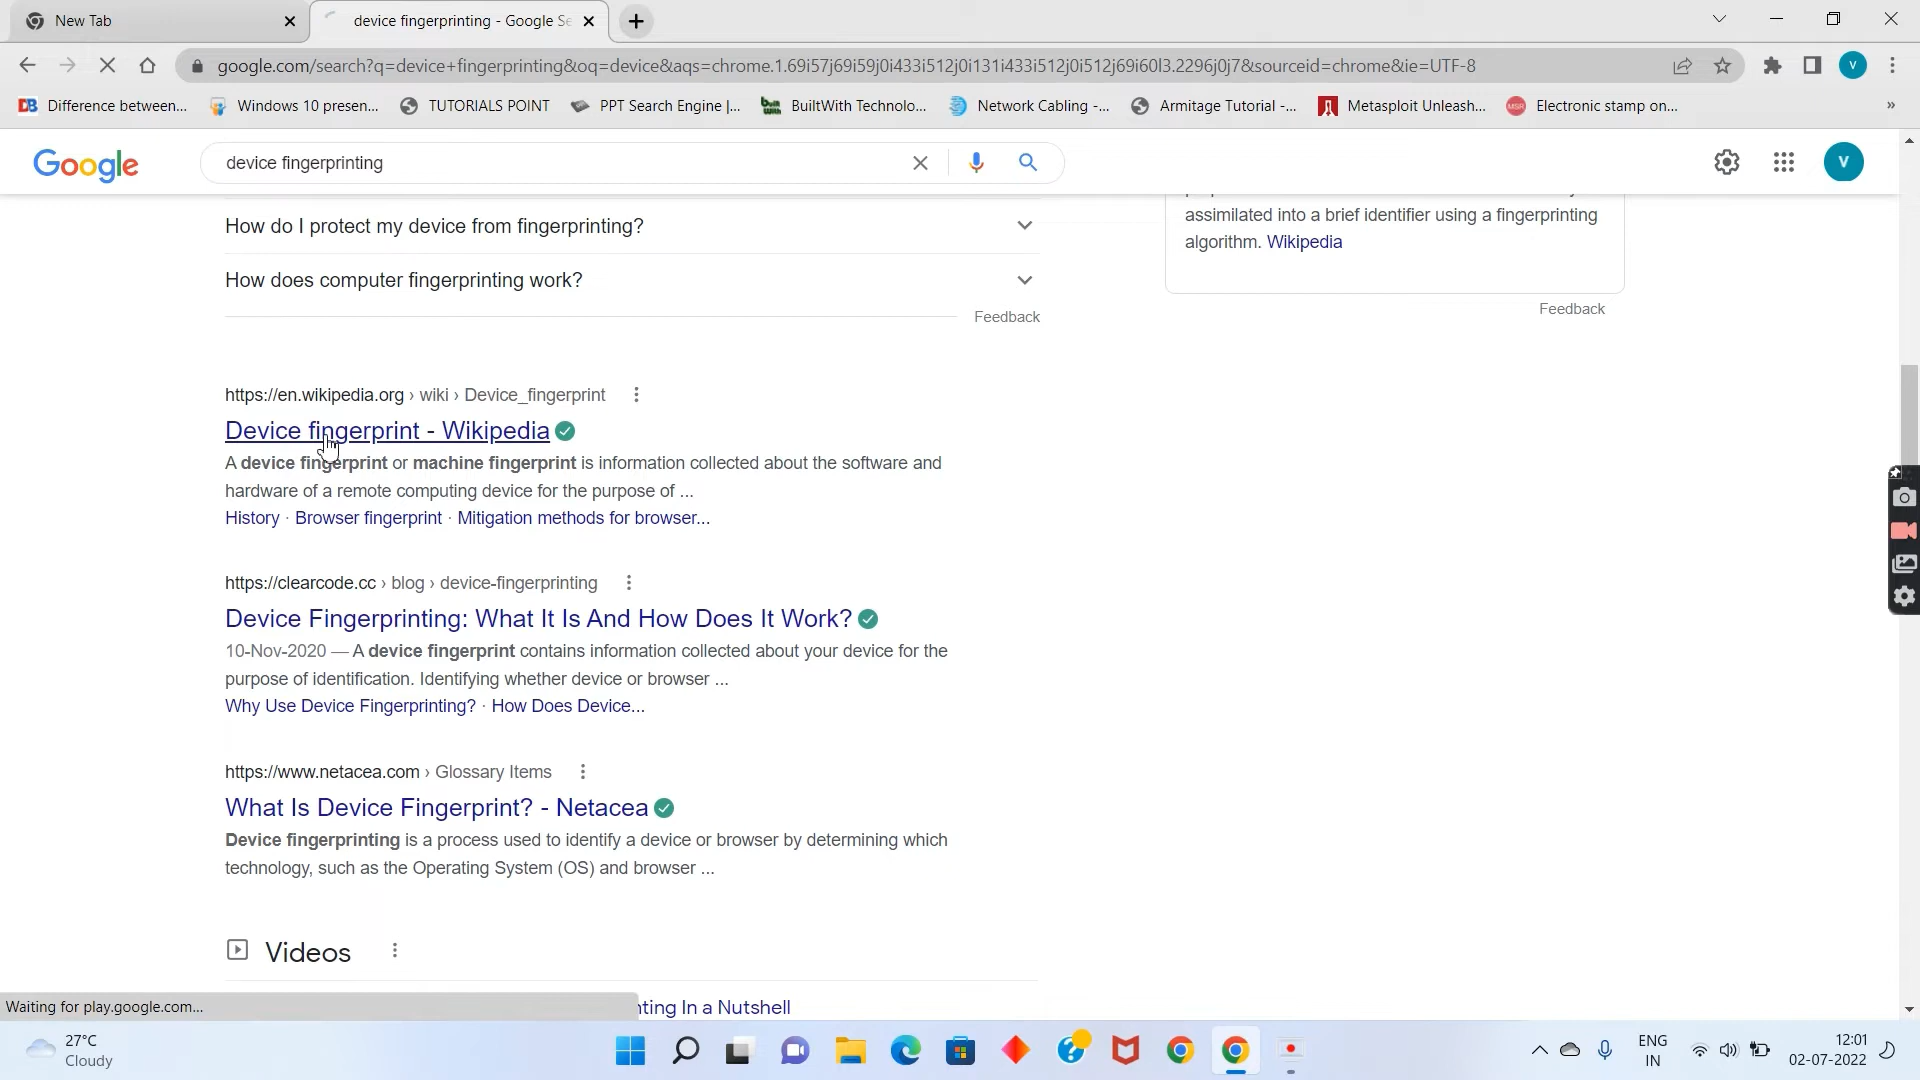 New Tab
device fingerprinting - Google Se
google.com/search?q=device+fingerprinting&oq=device&aqs=chrome.1.69i57j69i59j0i433i512j0i131i433i512j0i512j69i60l3.2296j0j7&sourceid=chrome&ie=UTF-8
V
DB Difference between...
Windows 10 presen...
TUTORIALS POINT
PPT Search Engine |...
BuiltWith Technolo...
Network Cabling -...
Armitage Tutorial -...
Metasploit Unleash...
Electronic stamp on...
»
Google
device fingerprinting
V
How do I protect my device from fingerprinting?
How does computer fingerprinting work?
Feedback
assimilated into a brief identifier using a fingerprinting
algorithm. Wikipedia
Feedback
https://en.wikipedia.org › wiki › Device_fingerprint
Device fingerprint - Wikipedia
A device fingerprint or machine fingerprint is information collected about the software and
hardware of a remote computing device for the purpose of ...
History · Browser fingerprint · Mitigation methods for browser...
https://clearcode.cc › blog › device-fingerprinting
Device Fingerprinting: What It Is And How Does It Work?
10-Nov-2020 — A device fingerprint contains information collected about your device for the
purpose of identification. Identifying whether device or browser ...
Why Use Device Fingerprinting? · How Does Device...
https://www.netacea.com › Glossary Items
What Is Device Fingerprint? - Netacea
Device fingerprinting is a process used to identify a device or browser by determining which
technology, such as the Operating System (OS) and browser ...
Videos
nting In a Nutshell
Waiting for play.google.com...
27°C
Cloudy
ENG
IN
12:01
02-07-2022